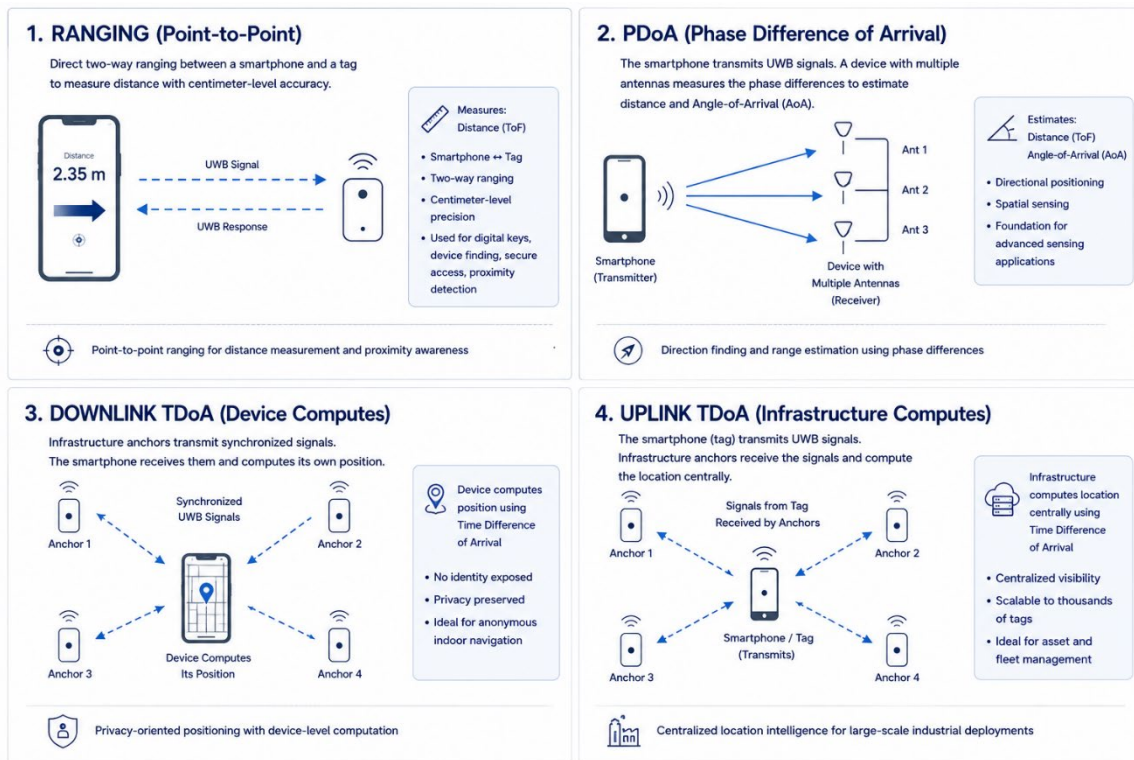 1. RANGING (Point-to-Point)
Direct two-way ranging between a smartphone and a tag
to measure distance with centimeter-level accuracy.
Distance
2.35 m
UWB Signal
UWB Response
Measures:
Distance (ToF)
• Smartphone ↔ Tag
• Two-way ranging
• Centimeter-level
precision
• Used for digital keys,
device finding, secure
access, proximity
detection
Point-to-point ranging for distance measurement and proximity awareness
2. PDoA (Phase Difference of Arrival)
The smartphone transmits UWB signals. A device with multiple
antennas measures the phase differences to estimate
distance and Angle-of-Arrival (AoA).
Smartphone
(Transmitter)
Ant 1
Ant 2
Ant 3
Device with
Multiple Antennas
(Receiver)
Estimates:
Distance (ToF)
Angle-of-Arrival (AoA)
• Directional positioning
• Spatial sensing
• Foundation for
advanced sensing
applications
Direction finding and range estimation using phase differences
3. DOWNLINK TDoA (Device Computes)
Infrastructure anchors transmit synchronized signals.
The smartphone receives them and computes its own position.
Synchronized
UWB Signals
Anchor 1
Anchor 2
Anchor 3
Anchor 4
Device Computes
Its Position
Device computes
position using
Time Difference
of Arrival
• No identity exposed
• Privacy preserved
• Ideal for anonymous
indoor navigation
Privacy-oriented positioning with device-level computation
4. UPLINK TDoA (Infrastructure Computes)
The smartphone (tag) transmits UWB signals.
Infrastructure anchors receive the signals and compute
the location centrally.
Signals from Tag
Received by Anchors
Anchor 1
Anchor 2
Anchor 3
Anchor 4
Smartphone / Tag
(Transmits)
Infrastructure
computes location
centrally using
Time Difference
of Arrival
• Centralized visibility
• Scalable to thousands
of tags
• Ideal for asset and
fleet management
Centralized location intelligence for large-scale industrial deployments